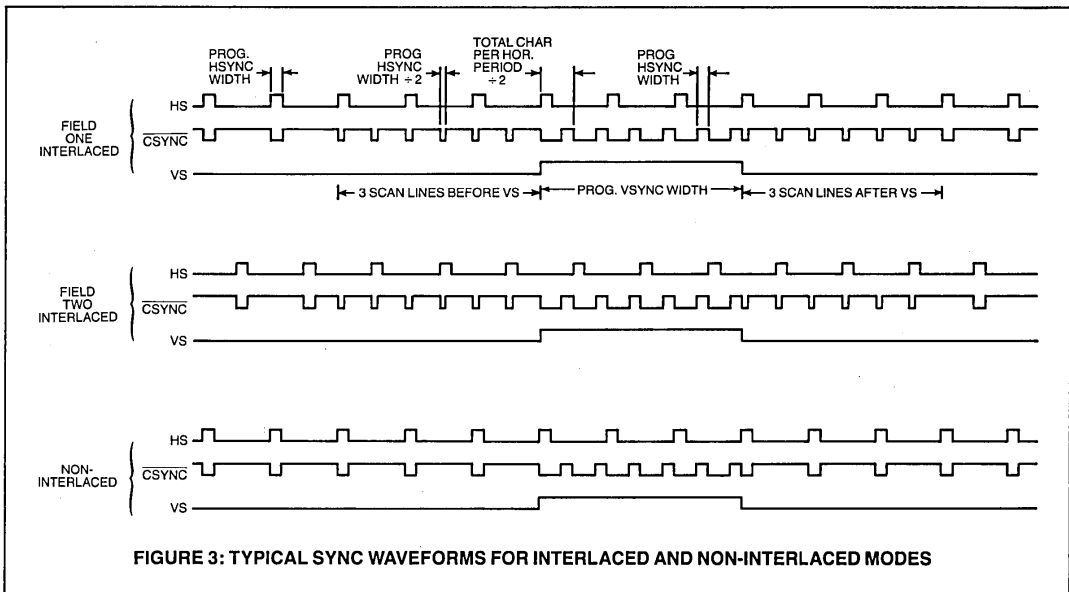 PROG.
HSYNC
WIDTH
PROG
HSYNC
WIDTH ÷2
TOTAL CHAR
PER HOR.
PERIOD
÷2
PROG
HSYNC
WIDTH
FIELD
ONE
INTERLACED
HS
CSYNC
VS
3 SCAN LINES BEFORE VS
PROG. VSYNC WIDTH
3 SCAN LINES AFTER VS
FIELD
TWO
INTERLACED
HS
CSYNC
VS
NON-
INTERLACED
HS
CSYNC
VS
FIGURE 3: TYPICAL SYNC WAVEFORMS FOR INTERLACED AND NON-INTERLACED MODES